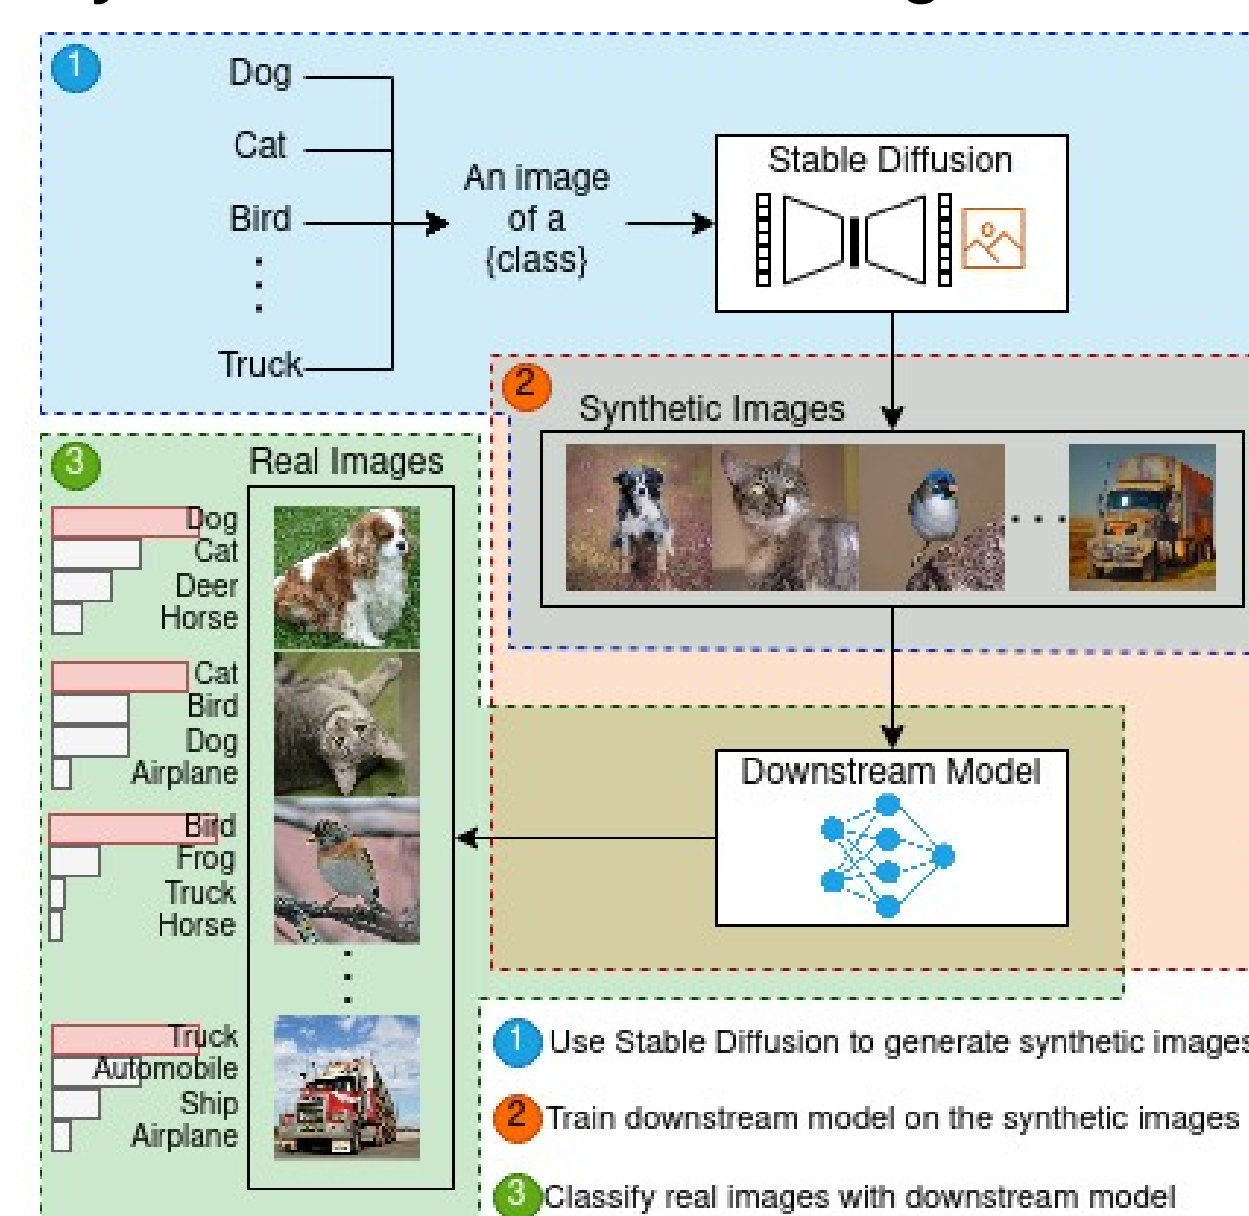 1
Dog
Cat
Bird
Truck
An image
of a
{class}
Stable Diffusion
2
Synthetic Images
3
Real Images
Dog
Cat
Deer
Horse
Cat
Bird
Dog
Airplane
Bird
Frog
Truck
Horse
Truck
Automobile
Ship
Airplane
Downstream Model
1 Use Stable Diffusion to generate synthetic images
2 Train downstream model on the synthetic images
3 Classify real images with downstream model